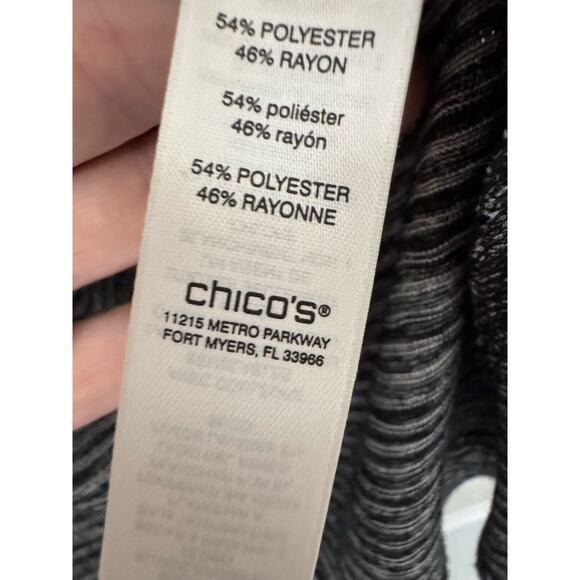 54% POLYESTER
46% RAYON
54% poliéster
46% rayón
54% POLYESTER
46% RAYONNE
chico's®
11215 METRO PARKWAY
FORT MYERS, FL 33966